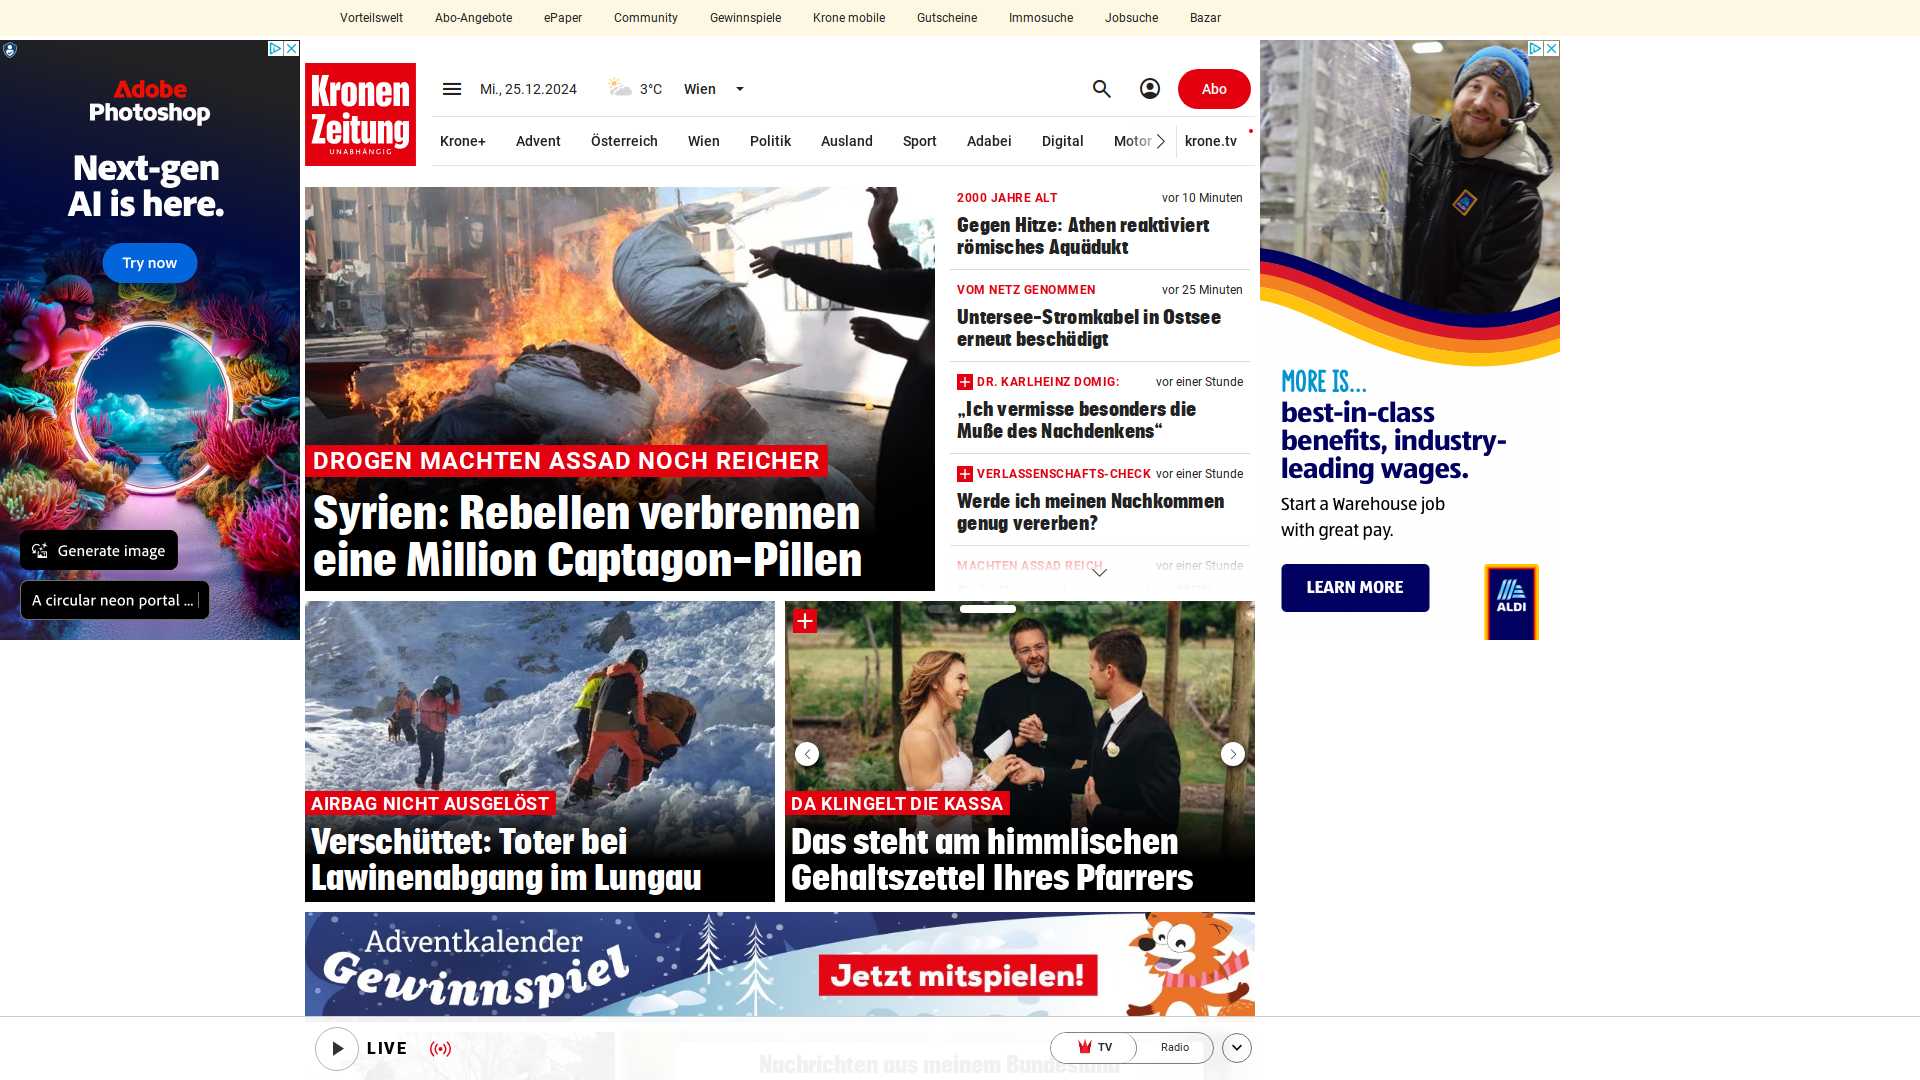 Vorteilswelt Abo-Angebote ePaper Community Gewinnspiele Krone mobile Gutscheine Immosuche Jobsuche Bazar
Adobe
Photoshop
Next-gen
AI is here.
Try now
Generate image
A circular neon portal ...
Kronen
Zeitung
UNABHÄNGIG
Mi., 25.12.2024 3°C Wien
Abo
Krone+ Advent Österreich Wien Politik Ausland Sport Adabei Digital Motor krone.tv
DROGEN MACHTEN ASSAD NOCH REICHER
Syrien: Rebellen verbrennen
eine Million Captagon-Pillen
2000 JAHRE ALT vor 10 Minuten
Gegen Hitze: Athen reaktiviert
römisches Aquädukt
VOM NETZ GENOMMEN vor 25 Minuten
Untersee-Stromkabel in Ostsee
erneut beschädigt
DR. KARLHEINZ DOMIG: vor einer Stunde
„Ich vermisse besonders die
Muße des Nachdenkens“
VERLASSENSCHAFTS-CHECK vor einer Stunde
Werde ich meinen Nachkommen
genug vererben?
MACHTEN ASSAD REICH vor einer Stunde
AIRBAG NICHT AUSGELÖST
Verschüttet: Toter bei
Lawinenabgang im Lungau
DA KLINGELT DIE KASSA
Das steht am himmlischen
Gehaltszettel Ihres Pfarrers
MORE IS...
best-in-class
benefits, industry-
leading wages.
Start a Warehouse job
with great pay.
LEARN MORE
ALDI
Adventkalender
Gewinnspiel
Jetzt mitspielen!
LIVE
TV Radio
Nachrichten aus meinem Bundesland